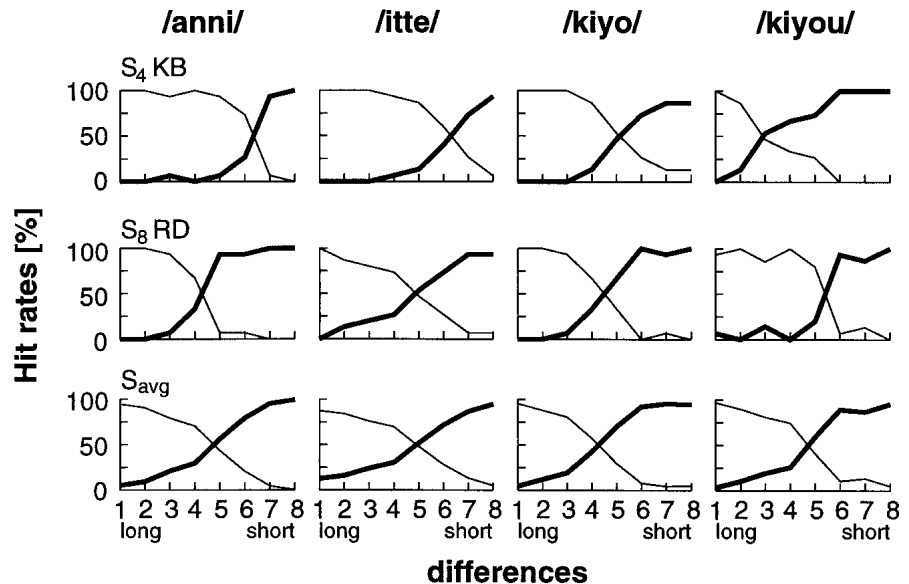 /anni/ /itte/ /kiyo/ /kiyou/
S4 KB
100
50
0
S8 RD
100
50
0
Savg
100
50
0
Hit rates [%]
1 2 3 4 5 6 7 8 1 2 3 4 5 6 7 8 1 2 3 4 5 6 7 8 1 2 3 4 5 6 7 8
long short long short long short long short
differences